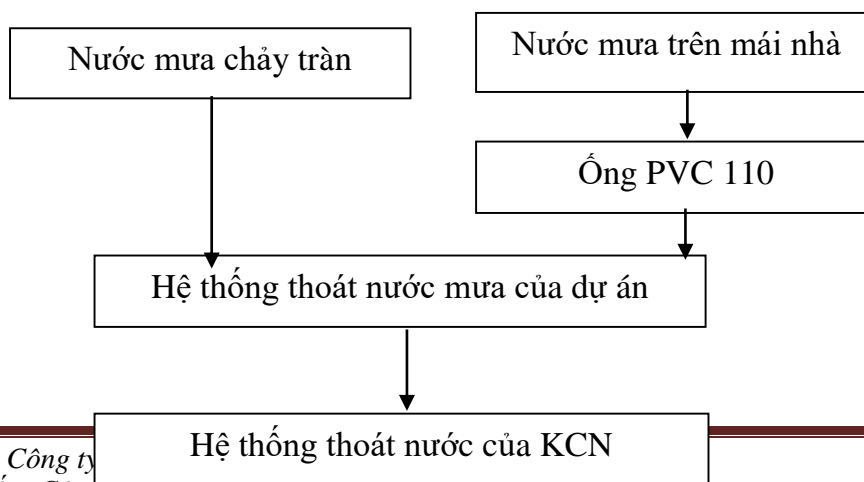 Nước mưa chảy tràn
Nước mưa trên mái nhà
Ống PVC 110
Hệ thống thoát nước mưa của dự án
Hệ thống thoát nước của KCN
Công ty